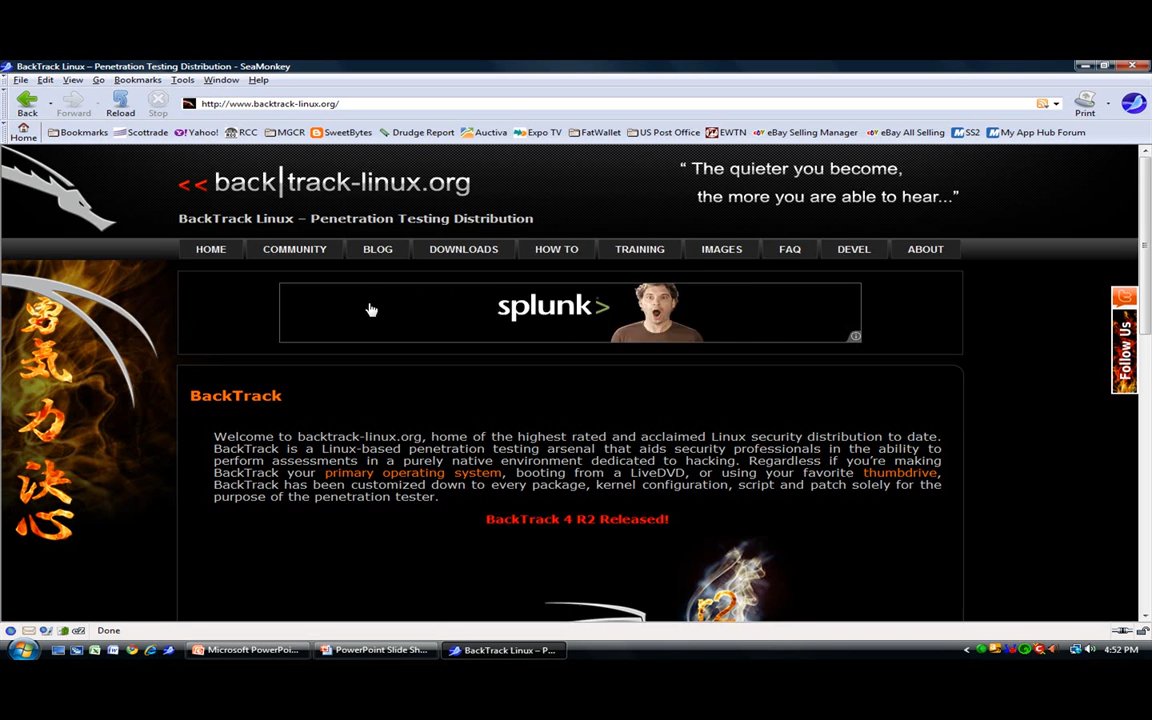 BackTrack Linux – Penetration Testing Distribution - SeaMonkey
File Edit View Go Bookmarks Tools Window Help
Back Forward Reload Stop http://www.backtrack-linux.org/ Print
Home Bookmarks Scottrade Yahoo! RCC MGCR SweetBytes Drudge Report Auctiva Expo TV FatWallet US Post Office EWTN eBay Selling Manager eBay All Selling SS2 My App Hub Forum
<< back|track-linux.org
“ The quieter you become,
the more you are able to hear...”
BackTrack Linux – Penetration Testing Distribution
HOME COMMUNITY BLOG DOWNLOADS HOW TO TRAINING IMAGES FAQ DEVEL ABOUT
splunk>
勇
気
力
決
心
Follow Us
BackTrack
Welcome to backtrack-linux.org, home of the highest rated and acclaimed Linux security distribution to date.
BackTrack is a Linux-based penetration testing arsenal that aids security professionals in the ability to
perform assessments in a purely native environment dedicated to hacking. Regardless if you’re making
BackTrack your primary operating system, booting from a LiveDVD, or using your favorite thumbdrive,
BackTrack has been customized down to every package, kernel configuration, script and patch solely for the
purpose of the penetration tester.
BackTrack 4 R2 Released!
r2
Done
Microsoft PowerPoi... PowerPoint Slide Sh... BackTrack Linux – P... 4:52 PM